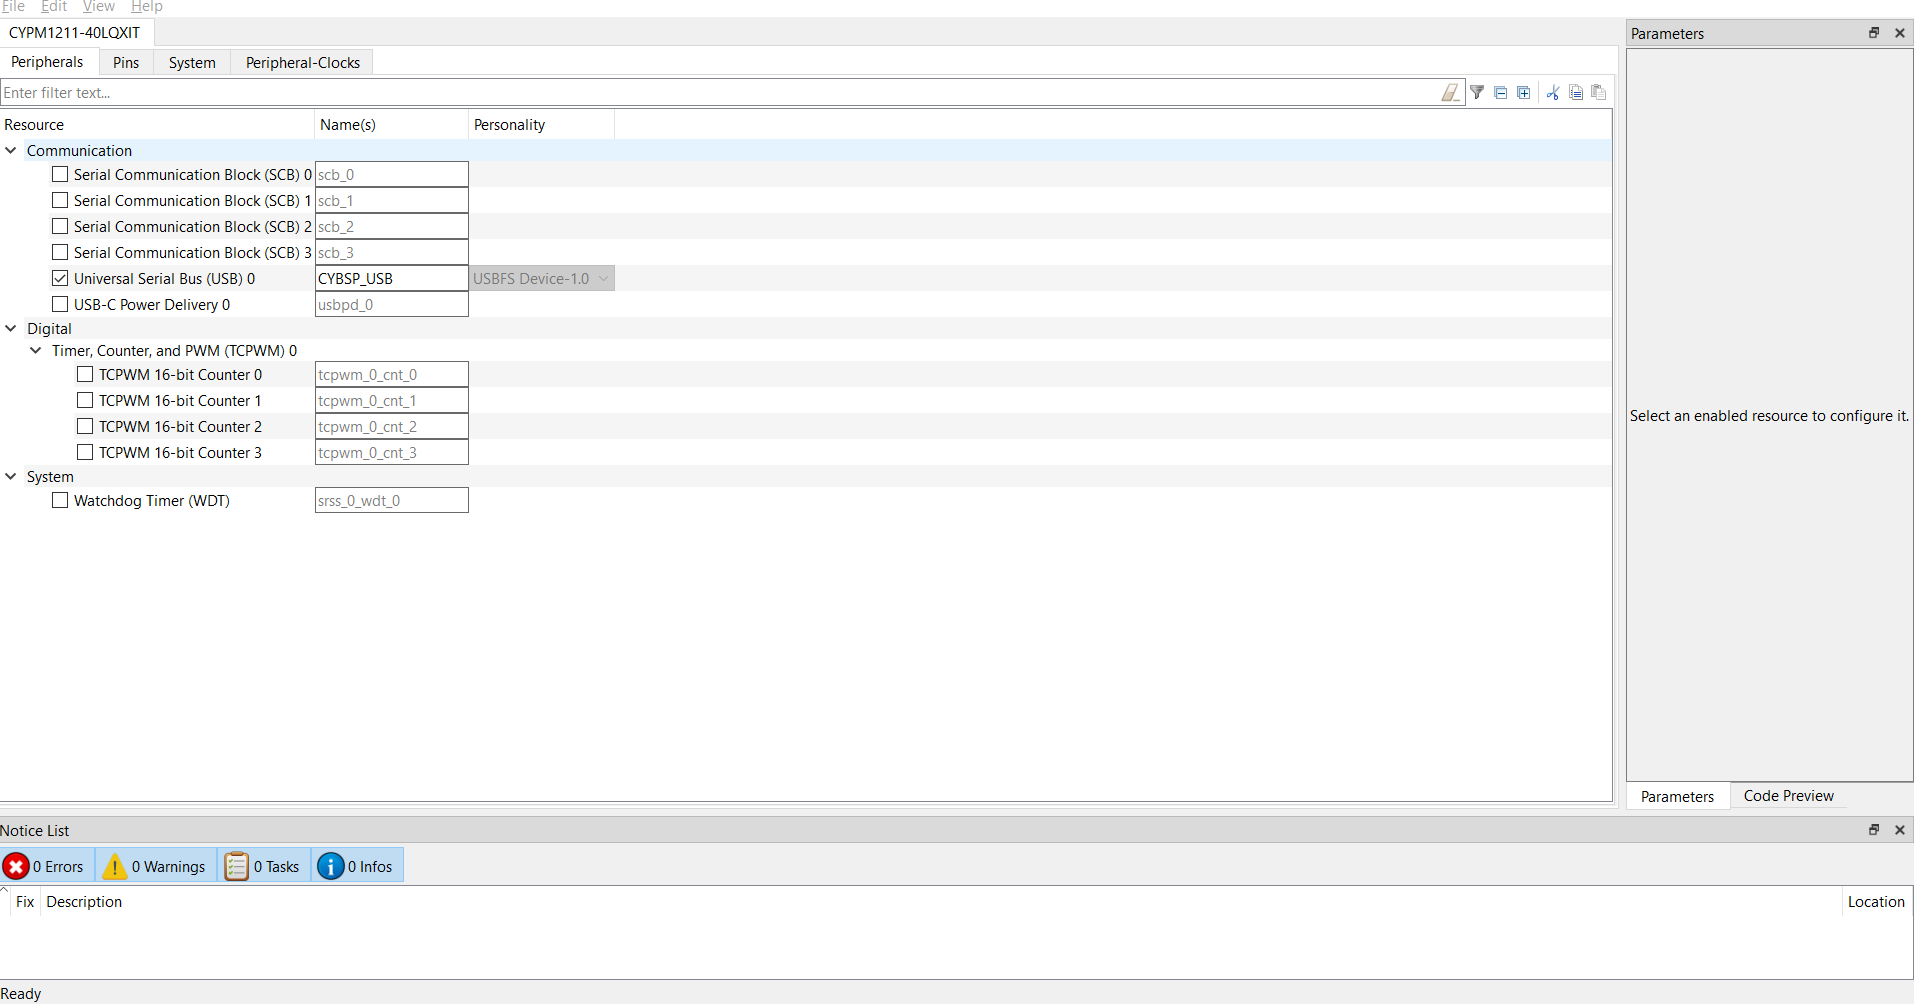 File Edit View Help
CYPM1211-40LQXIT
Peripherals Pins System Peripheral-Clocks
Enter filter text...
Resource Name(s) Personality
Communication
Serial Communication Block (SCB) 0 scb_0
Serial Communication Block (SCB) 1 scb_1
Serial Communication Block (SCB) 2 scb_2
Serial Communication Block (SCB) 3 scb_3
Universal Serial Bus (USB) 0 CYBSP_USB USBFS Device-1.0
USB-C Power Delivery 0 usbpd_0
Digital
Timer, Counter, and PWM (TCPWM) 0
TCPWM 16-bit Counter 0 tcpwm_0_cnt_0
TCPWM 16-bit Counter 1 tcpwm_0_cnt_1
TCPWM 16-bit Counter 2 tcpwm_0_cnt_2
TCPWM 16-bit Counter 3 tcpwm_0_cnt_3
System
Watchdog Timer (WDT) srss_0_wdt_0
Parameters
Select an enabled resource to configure it.
Parameters Code Preview
Notice List
0 Errors 0 Warnings 0 Tasks 0 Infos
Fix Description Location
Ready